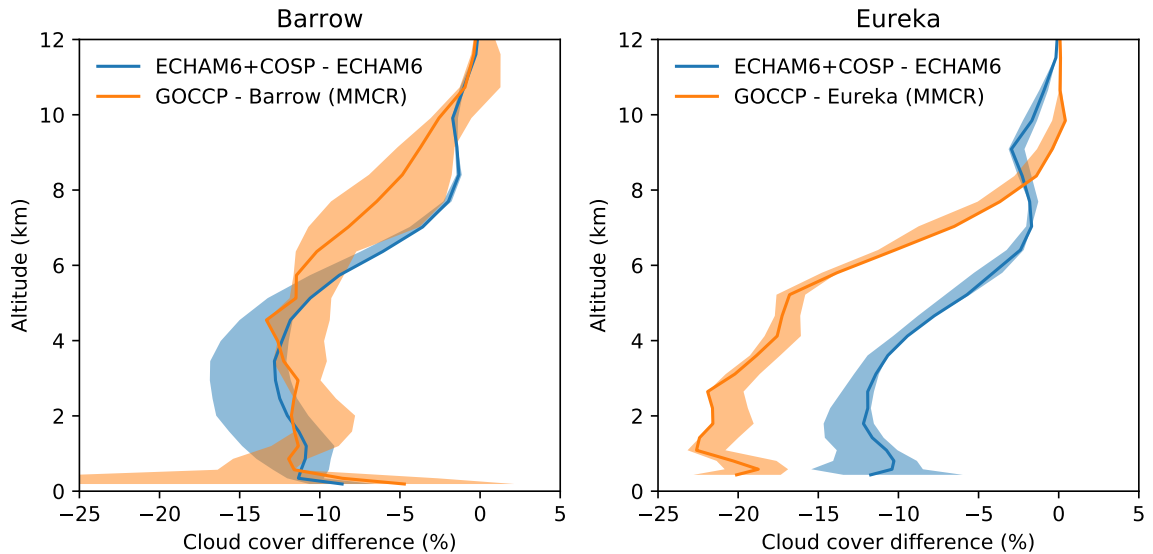 Barrow
ECHAM6+COSP - ECHAM6
GOCCP - Barrow (MMCR)
12
10
8
6
4
2
0
Altitude (km)
−25 −20 −15 −10 −5 0 5
Cloud cover difference (%)
Eureka
ECHAM6+COSP - ECHAM6
GOCCP - Eureka (MMCR)
12
10
8
6
4
2
0
Altitude (km)
−25 −20 −15 −10 −5 0 5
Cloud cover difference (%)